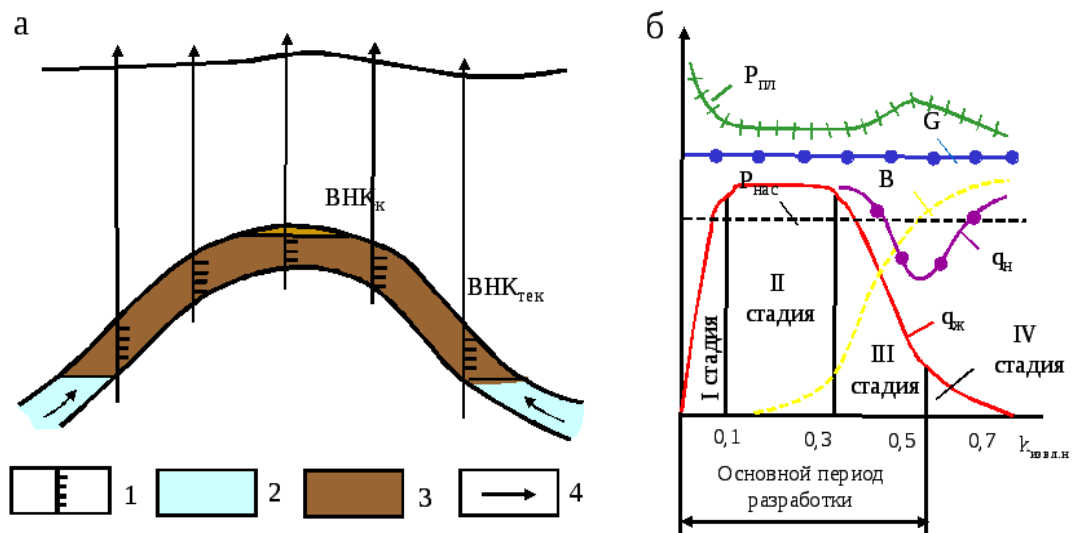 а
ВНКк
ВНКтек
1
2
3
4
б
Рпл
G
Рнас
В
qн
II
стадия
qж
I стадия
III
стадия
IV
стадия
0,1
0,3
0,5
0,7
kизвл.н
Основной период
разработки